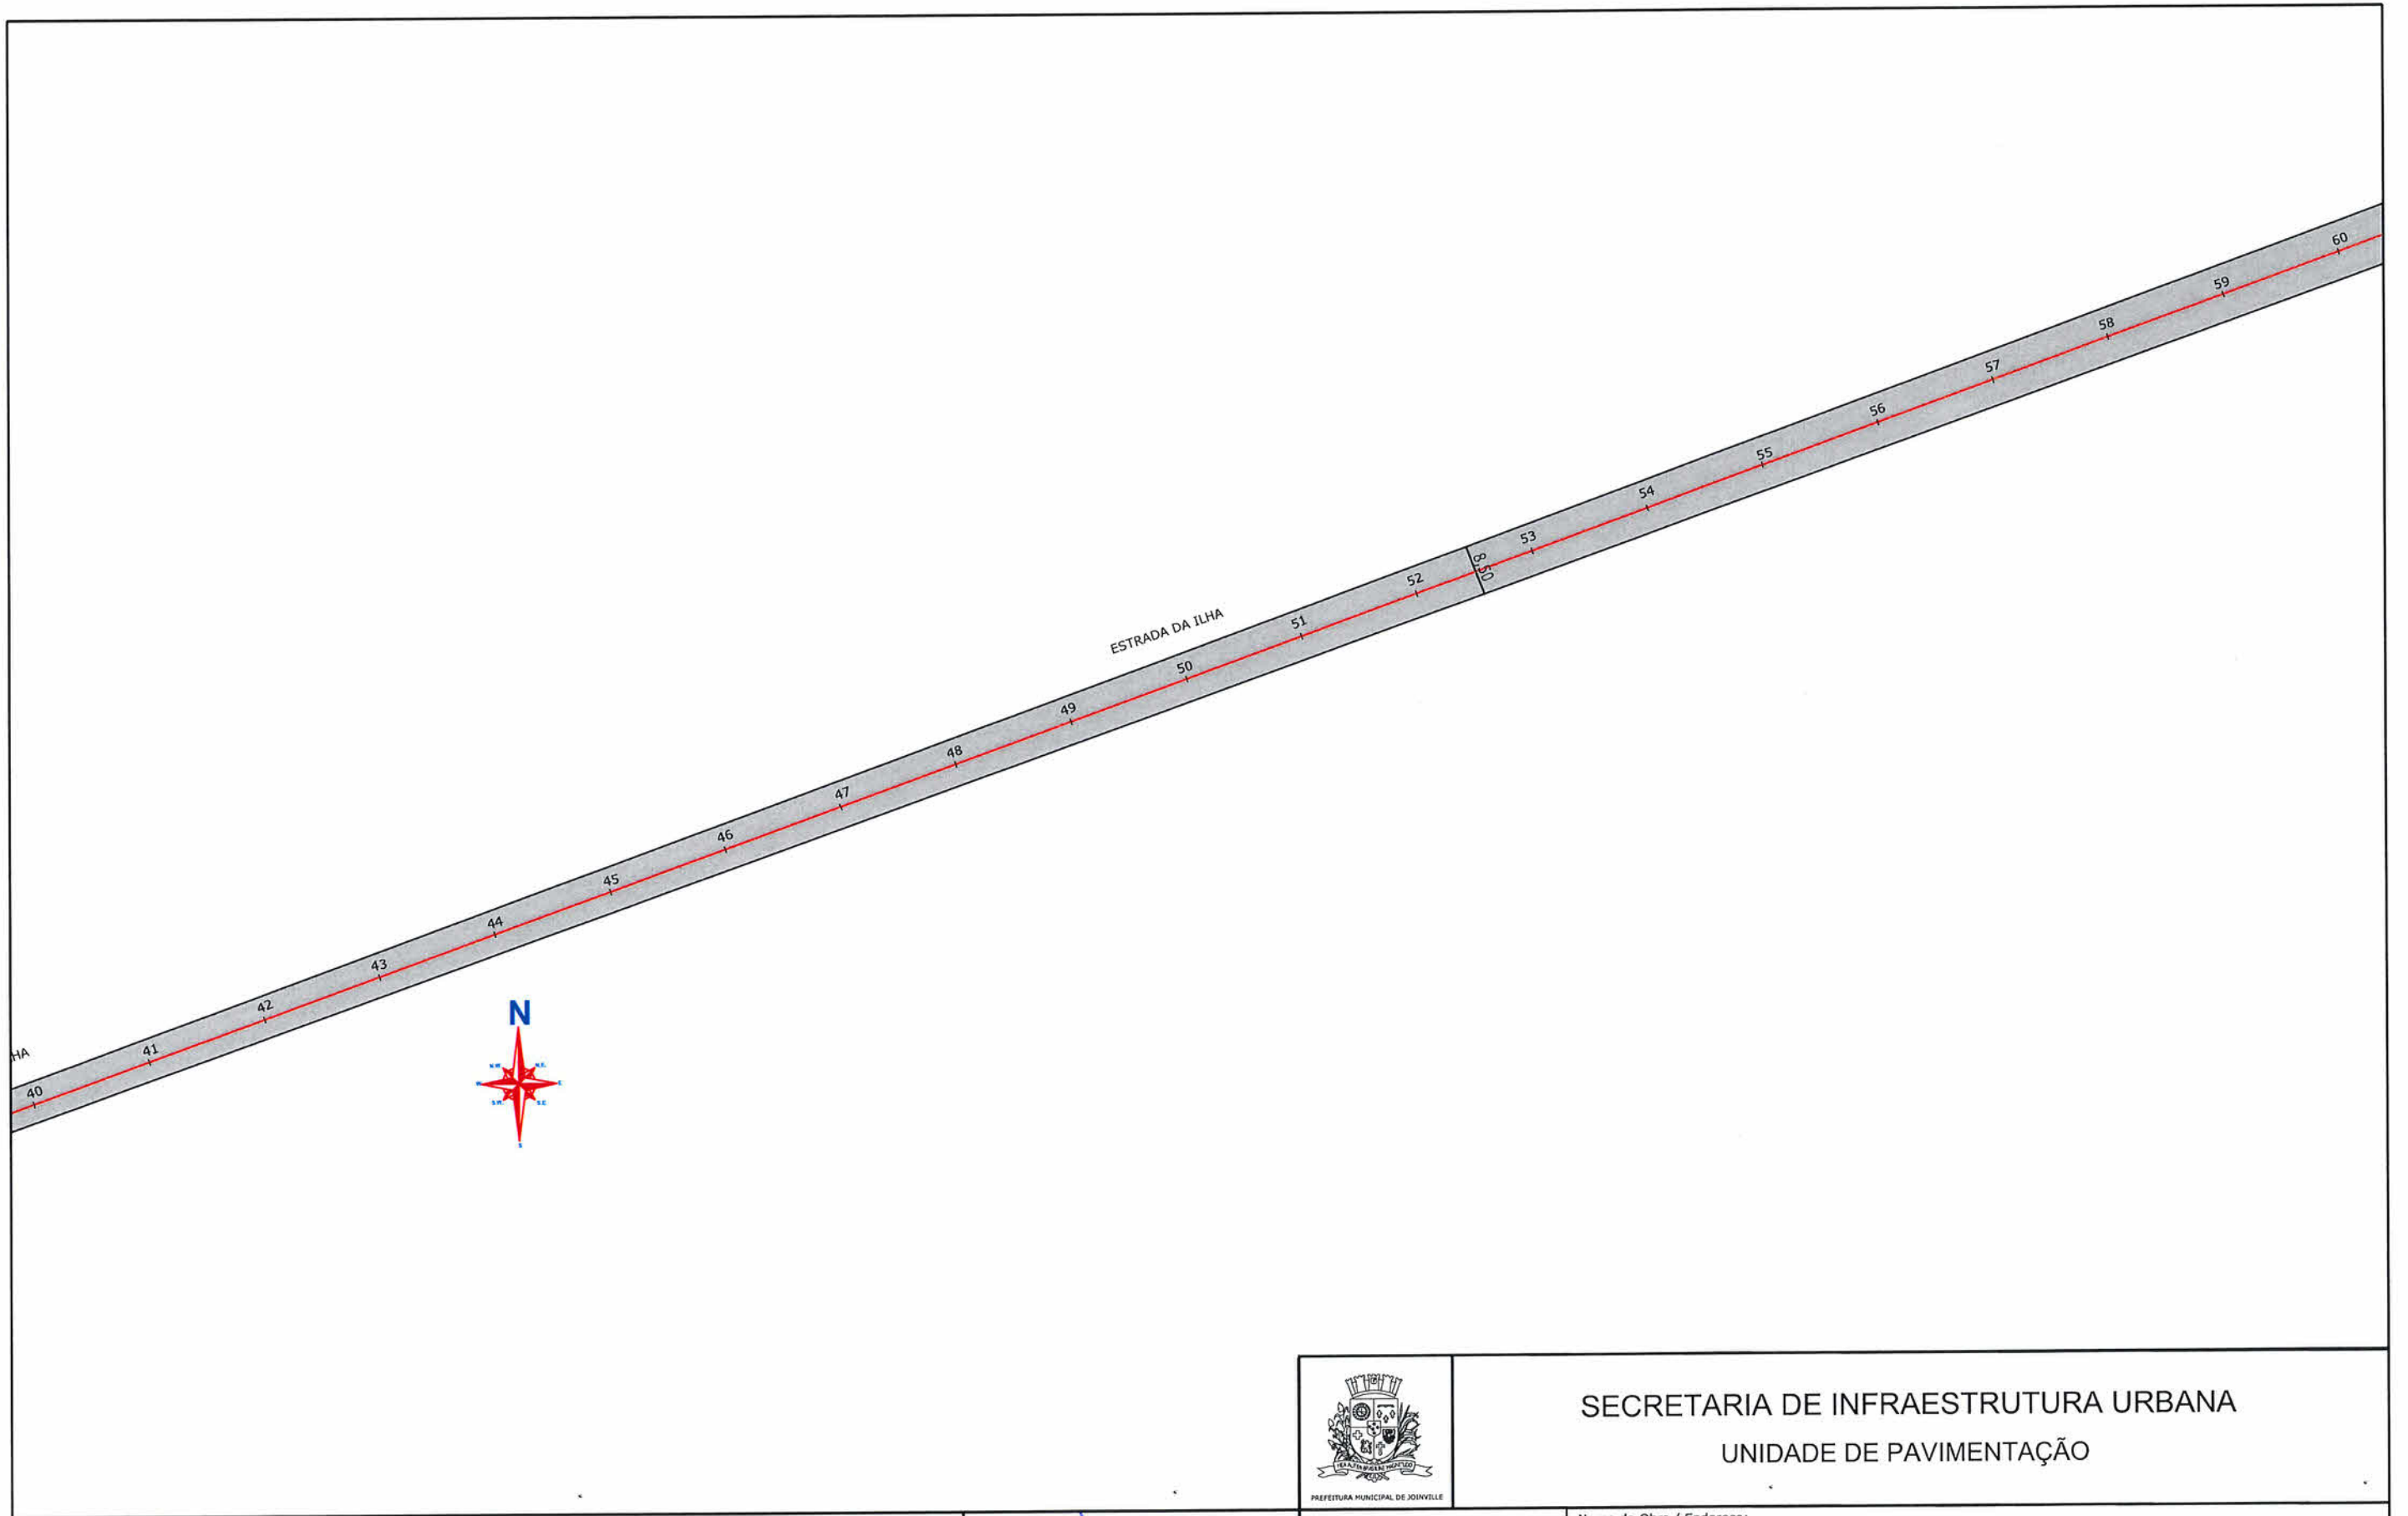 60
59
58
57
56
55
54
53
8,50
52
51
ESTRADA DA ILHA
50
49
48
47
46
45
44
43
42
41
HA
40
N
N.E.
E
S.E.
S
SECRETARIA DE INFRAESTRUTURA URBANA
UNIDADE DE PAVIMENTAÇÃO
PREFEITURA MUNICIPAL DE JOINVILLE